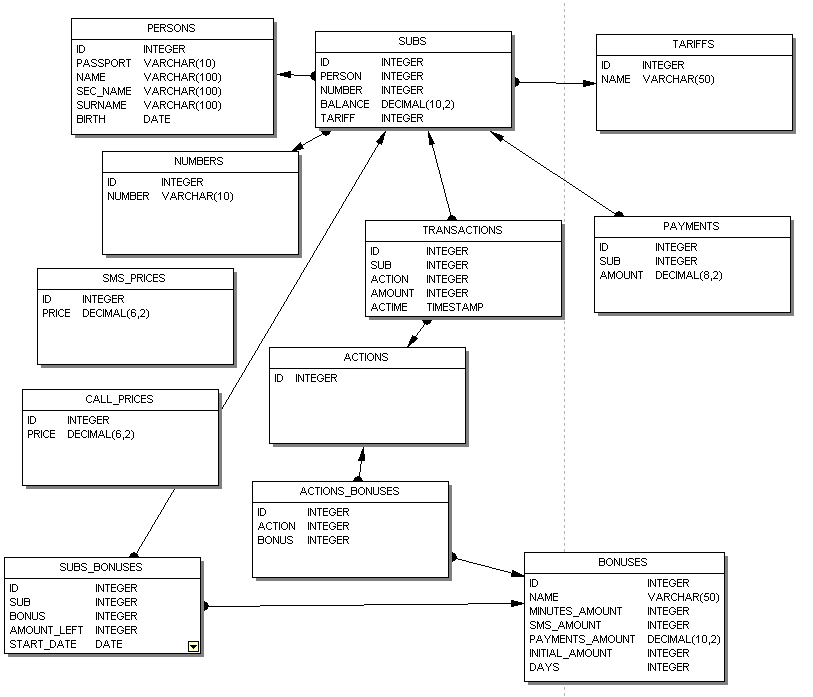 PERSONS
ID INTEGER
PASSPORT VARCHAR(10)
NAME VARCHAR(100)
SEC_NAME VARCHAR(100)
SURNAME VARCHAR(100)
BIRTH DATE
SUBS
ID INTEGER
PERSON INTEGER
NUMBER INTEGER
BALANCE DECIMAL(10,2)
TARIFF INTEGER
TARIFFS
ID INTEGER
NAME VARCHAR(50)
NUMBERS
ID INTEGER
NUMBER VARCHAR(10)
TRANSACTIONS
ID INTEGER
SUB INTEGER
ACTION INTEGER
AMOUNT INTEGER
ACTIME TIMESTAMP
PAYMENTS
ID INTEGER
SUB INTEGER
AMOUNT DECIMAL(8,2)
SMS_PRICES
ID INTEGER
PRICE DECIMAL(6,2)
ACTIONS
ID INTEGER
CALL_PRICES
ID INTEGER
PRICE DECIMAL(6,2)
ACTIONS_BONUSES
ID INTEGER
ACTION INTEGER
BONUS INTEGER
SUBS_BONUSES
ID INTEGER
SUB INTEGER
BONUS INTEGER
AMOUNT_LEFT INTEGER
START_DATE DATE
BONUSES
ID INTEGER
NAME VARCHAR(50)
MINUTES_AMOUNT INTEGER
SMS_AMOUNT INTEGER
PAYMENTS_AMOUNT DECIMAL(10,2)
INITIAL_AMOUNT INTEGER
DAYS INTEGER